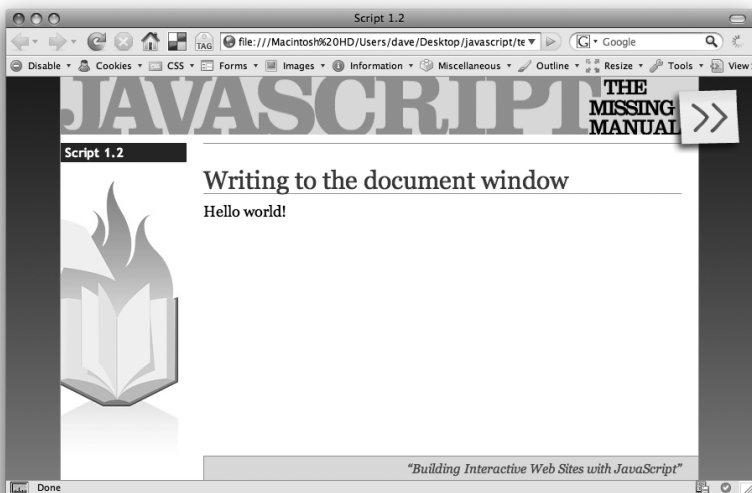 Script 1.2
TAG
file:///Macintosh%20HD/Users/dave/Desktop/javascript/te
G Google
Disable Cookies CSS Forms Images Information Miscellaneous Outline Resize Tools View
JAVASCRIPT
THE
MISSING
MANUAL
Script 1.2
Writing to the document window
Hello world!
“Building Interactive Web Sites with JavaScript”
Done